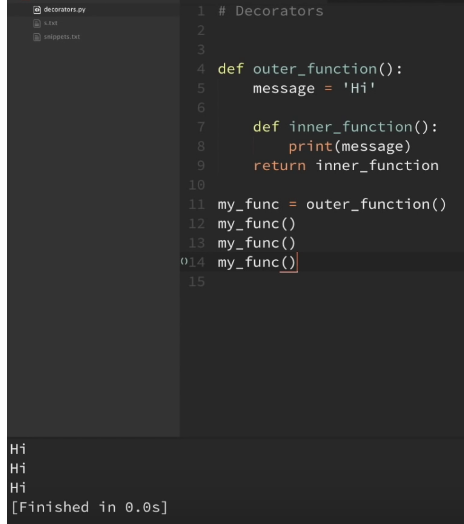 decorators.py
s.txt
snippets.txt
1 # Decorators
2
3
4 def outer_function():
5     message = 'Hi'
6
7     def inner_function():
8         print(message)
9     return inner_function
10
11 my_func = outer_function()
12 my_func()
13 my_func()
14 my_func()
15
Hi
Hi
Hi
[Finished in 0.0s]